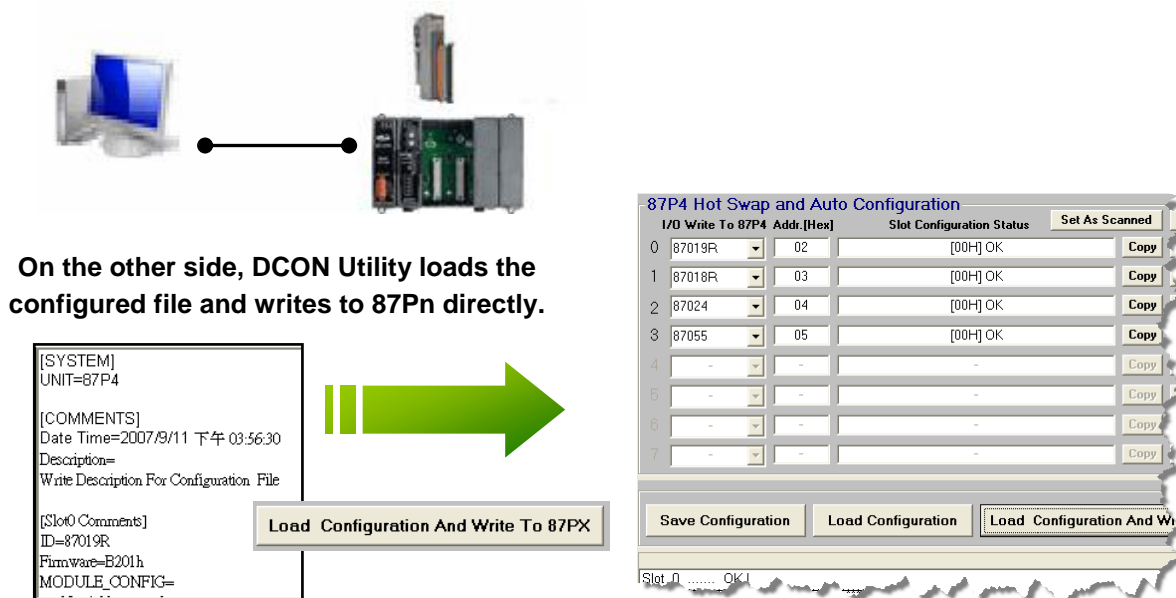 On the other side, DCON Utility loads the
configured file and writes to 87Pn directly.
[SYSTEM]
UNIT=87P4
[COMMENTS]
Date Time=2007/9/11 下午 03:56:30
Description=
Write Description For Configuration File
[Slot0 Comments]
ID=87019R
Firmware=B201h
MODULE_CONFIG=
Load Configuration And Write To 87PX
87P4 Hot Swap and Auto Configuration
I/O Write To 87P4 Addr.[Hex] Slot Configuration Status Set As Scanned
0 87019R 02 [00H] OK Copy
1 87018R 03 [00H] OK Copy
2 87024 04 [00H] OK Copy
3 87055 05 [00H] OK Copy
4 - - - Copy
5 - - - Copy
6 - - - Copy
7 - - - Copy
Save Configuration Load Configuration Load Configuration And Wr
Slot 0 ....... OK !